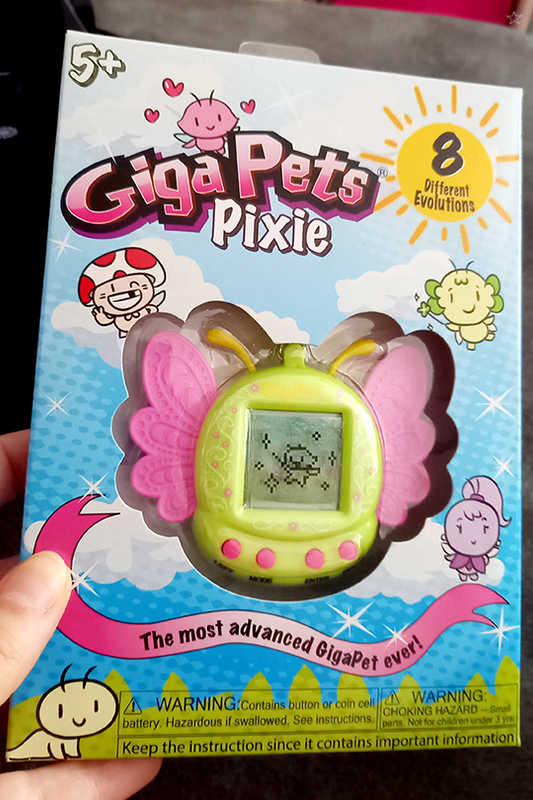 5+
Giga Pets®
Pixie
8
Different
Evolutions
LIGHT MODE ENTER
The most advanced GigaPet ever!
WARNING: Contains button or coin cell
battery. Hazardous if swallowed. See instructions.
WARNING:
CHOKING HAZARD — Small
parts. Not for children under 3 yrs.
Keep the instruction since it contains important information